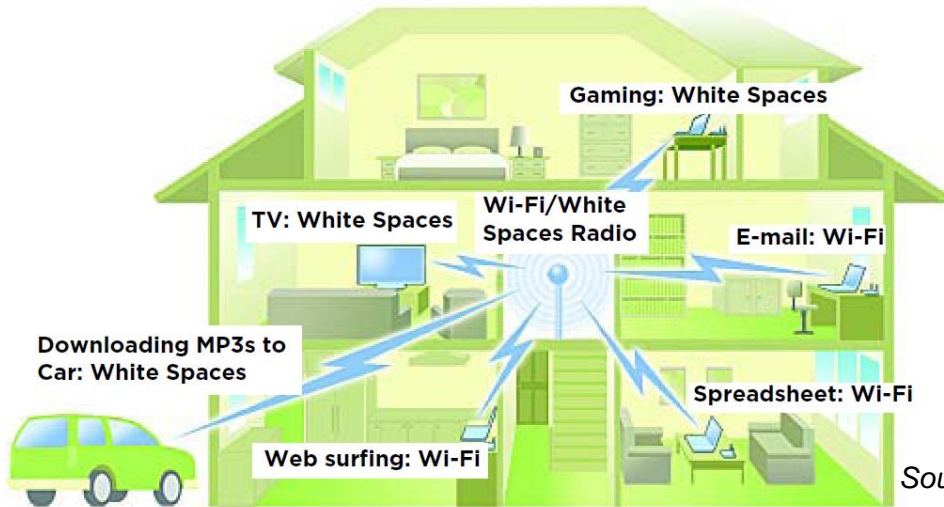 Gaming: White Spaces
Wi-Fi/White
Spaces Radio
TV: White Spaces
E-mail: Wi-Fi
Downloading MP3s to
Car: White Spaces
Spreadsheet: Wi-Fi
Web surfing: Wi-Fi